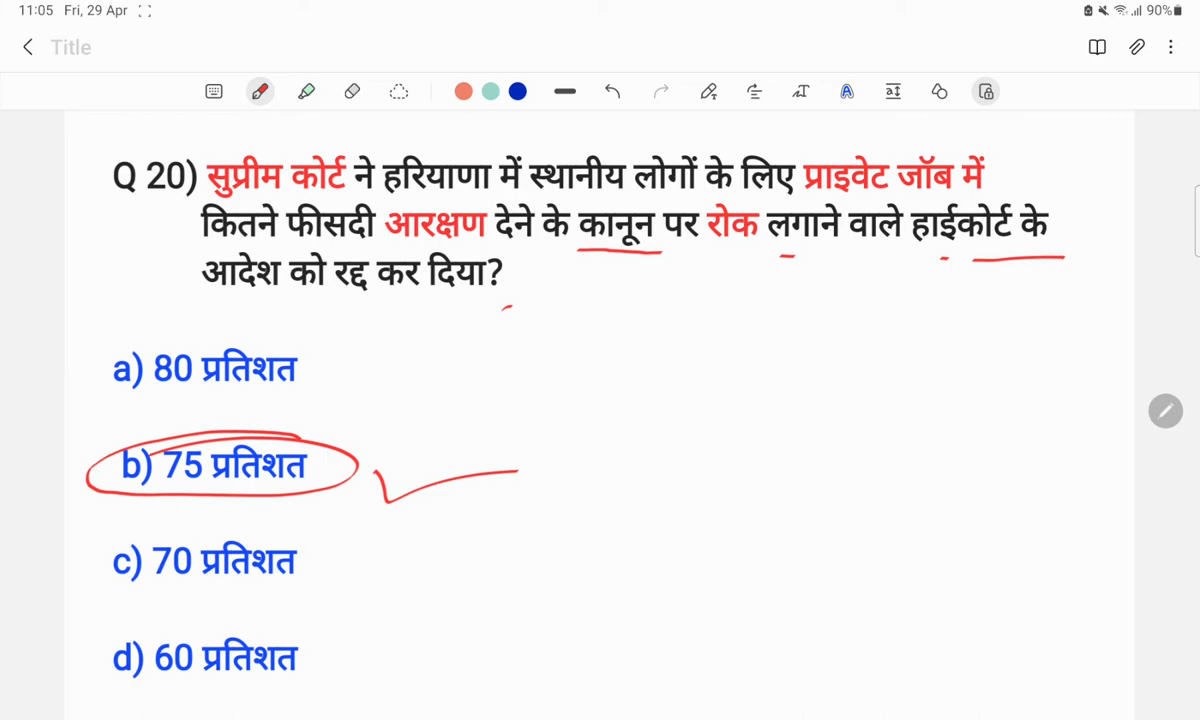 11:05 Fri, 29 Apr 90%
Title
Q 20) सुप्रीम कोर्ट ने हरियाणा में स्थानीय लोगों के लिए प्राइवेट जॉब में
कितने फीसदी आरक्षण देने के कानून पर रोक लगाने वाले हाईकोर्ट के
आदेश को रद्द कर दिया?
a) 80 प्रतिशत
b) 75 प्रतिशत
c) 70 प्रतिशत
d) 60 प्रतिशत